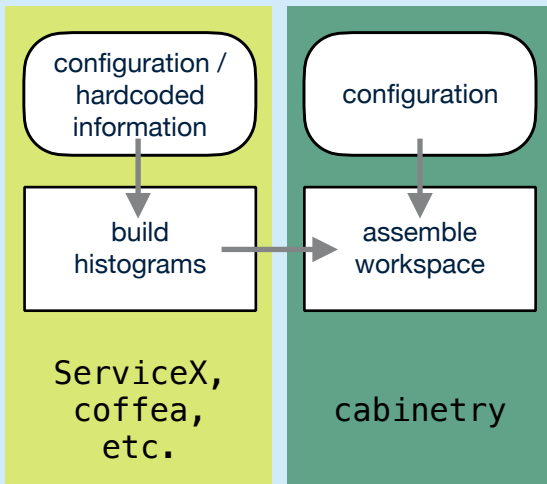 configuration /
hardcoded
information
build
histograms
ServiceX,
coffea,
etc.
configuration
assemble
workspace
cabinetry